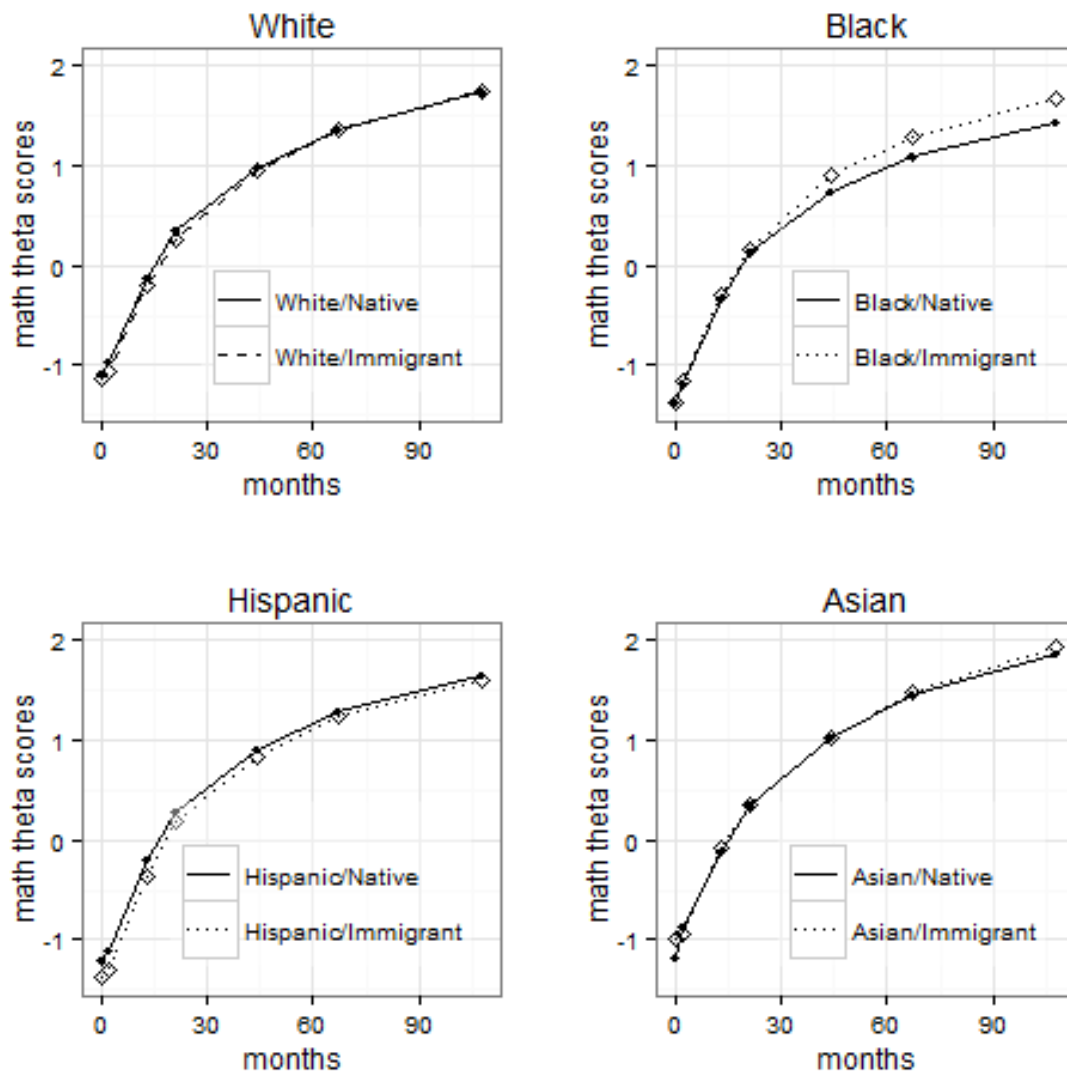 White
math theta scores
2
1
0
-1
White/Native
White/Immigrant
0 30 60 90
months
Black
math theta scores
2
1
0
-1
Black/Native
Black/Immigrant
0 30 60 90
months
Hispanic
math theta scores
2
1
0
-1
Hispanic/Native
Hispanic/Immigrant
0 30 60 90
months
Asian
math theta scores
2
1
0
-1
Asian/Native
Asian/Immigrant
0 30 60 90
months